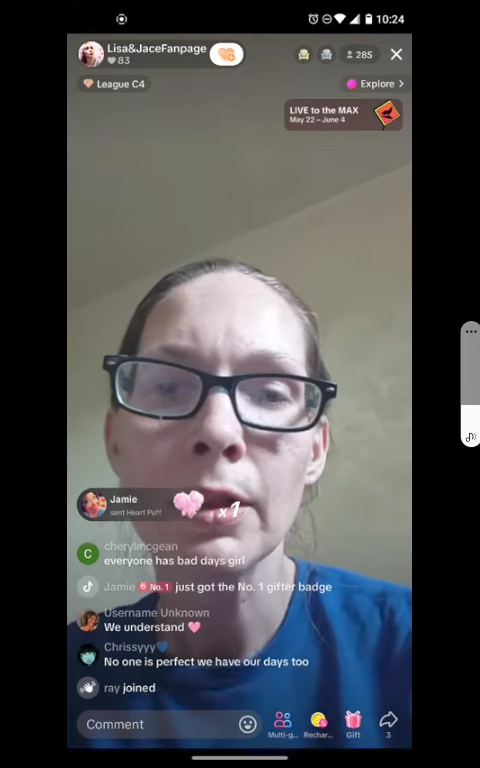 10:24
Lisa&JaceFanpage
83
285
League C4
Explore >
LIVE to the MAX
May 22 – June 4
Jamie
sent Heart Puff
x1
C
cherylmcgean
everyone has bad days girl
Jamie No. 1 just got the No. 1 gifter badge
Username Unknown
We understand 🩷
Chrissyyy💙
No one is perfect we have our days too
ray joined
Comment
Multi-g...
Rechar...
Gift
3